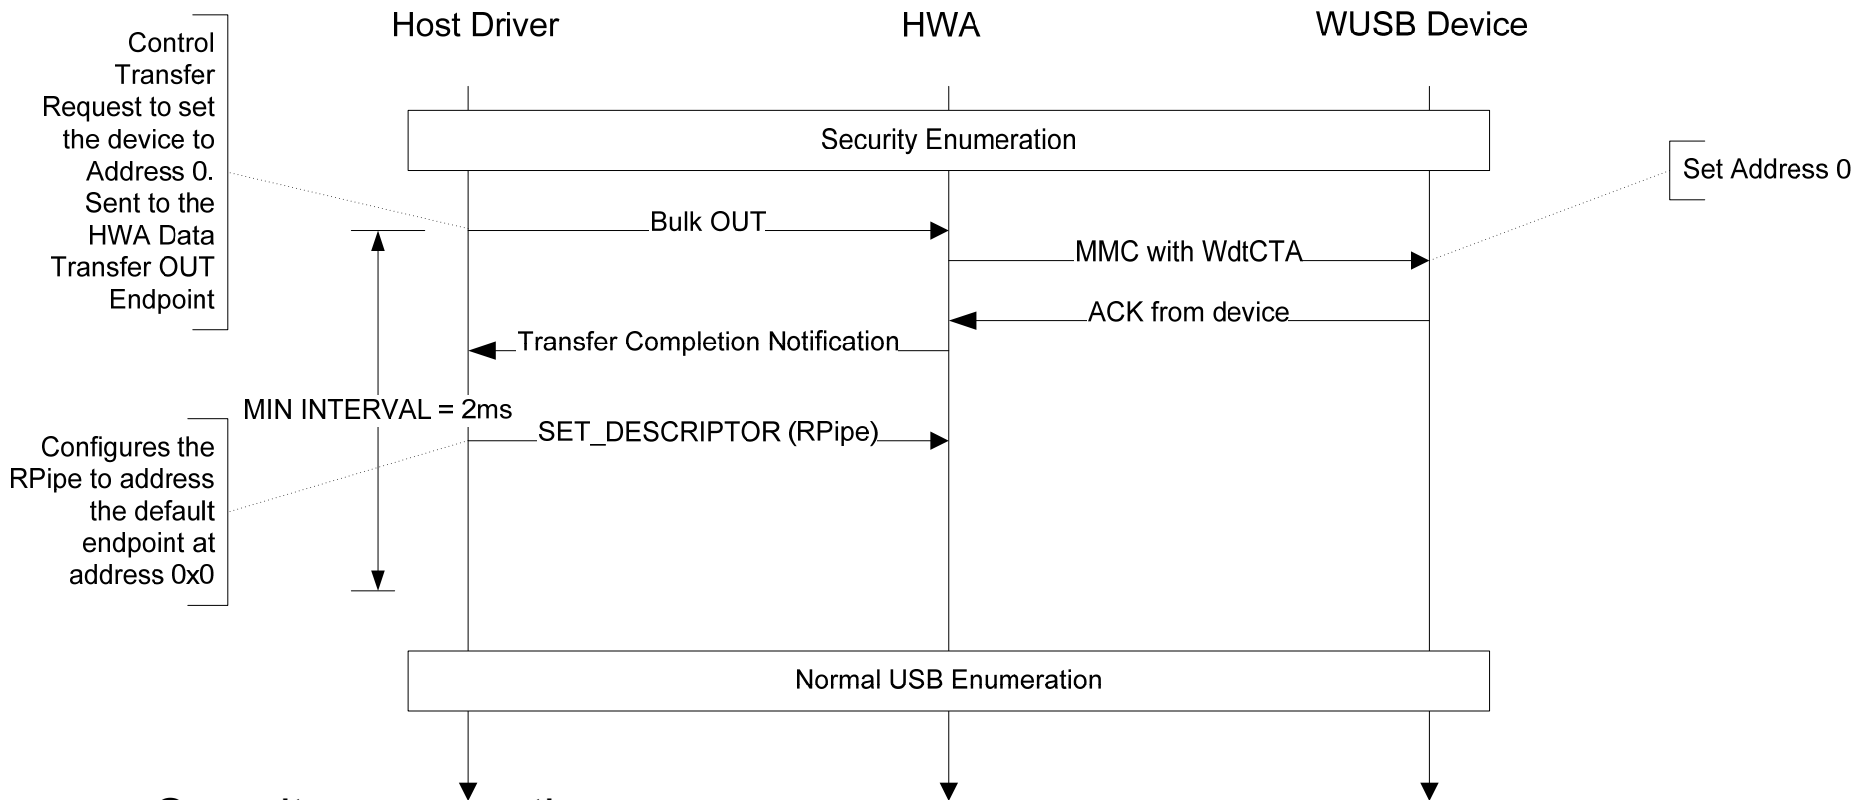 Host Driver
HWA
WUSB Device
Control
Transfer
Request to set
the device to
Address 0.
Sent to the
HWA Data
Transfer OUT
Endpoint
Security Enumeration
Set Address 0
Bulk OUT
MMC with WdtCTA
ACK from device
Transfer Completion Notification
MIN INTERVAL = 2ms
SET_DESCRIPTOR (RPipe)
Configures the
RPipe to address
the default
endpoint at
address 0x0
Normal USB Enumeration